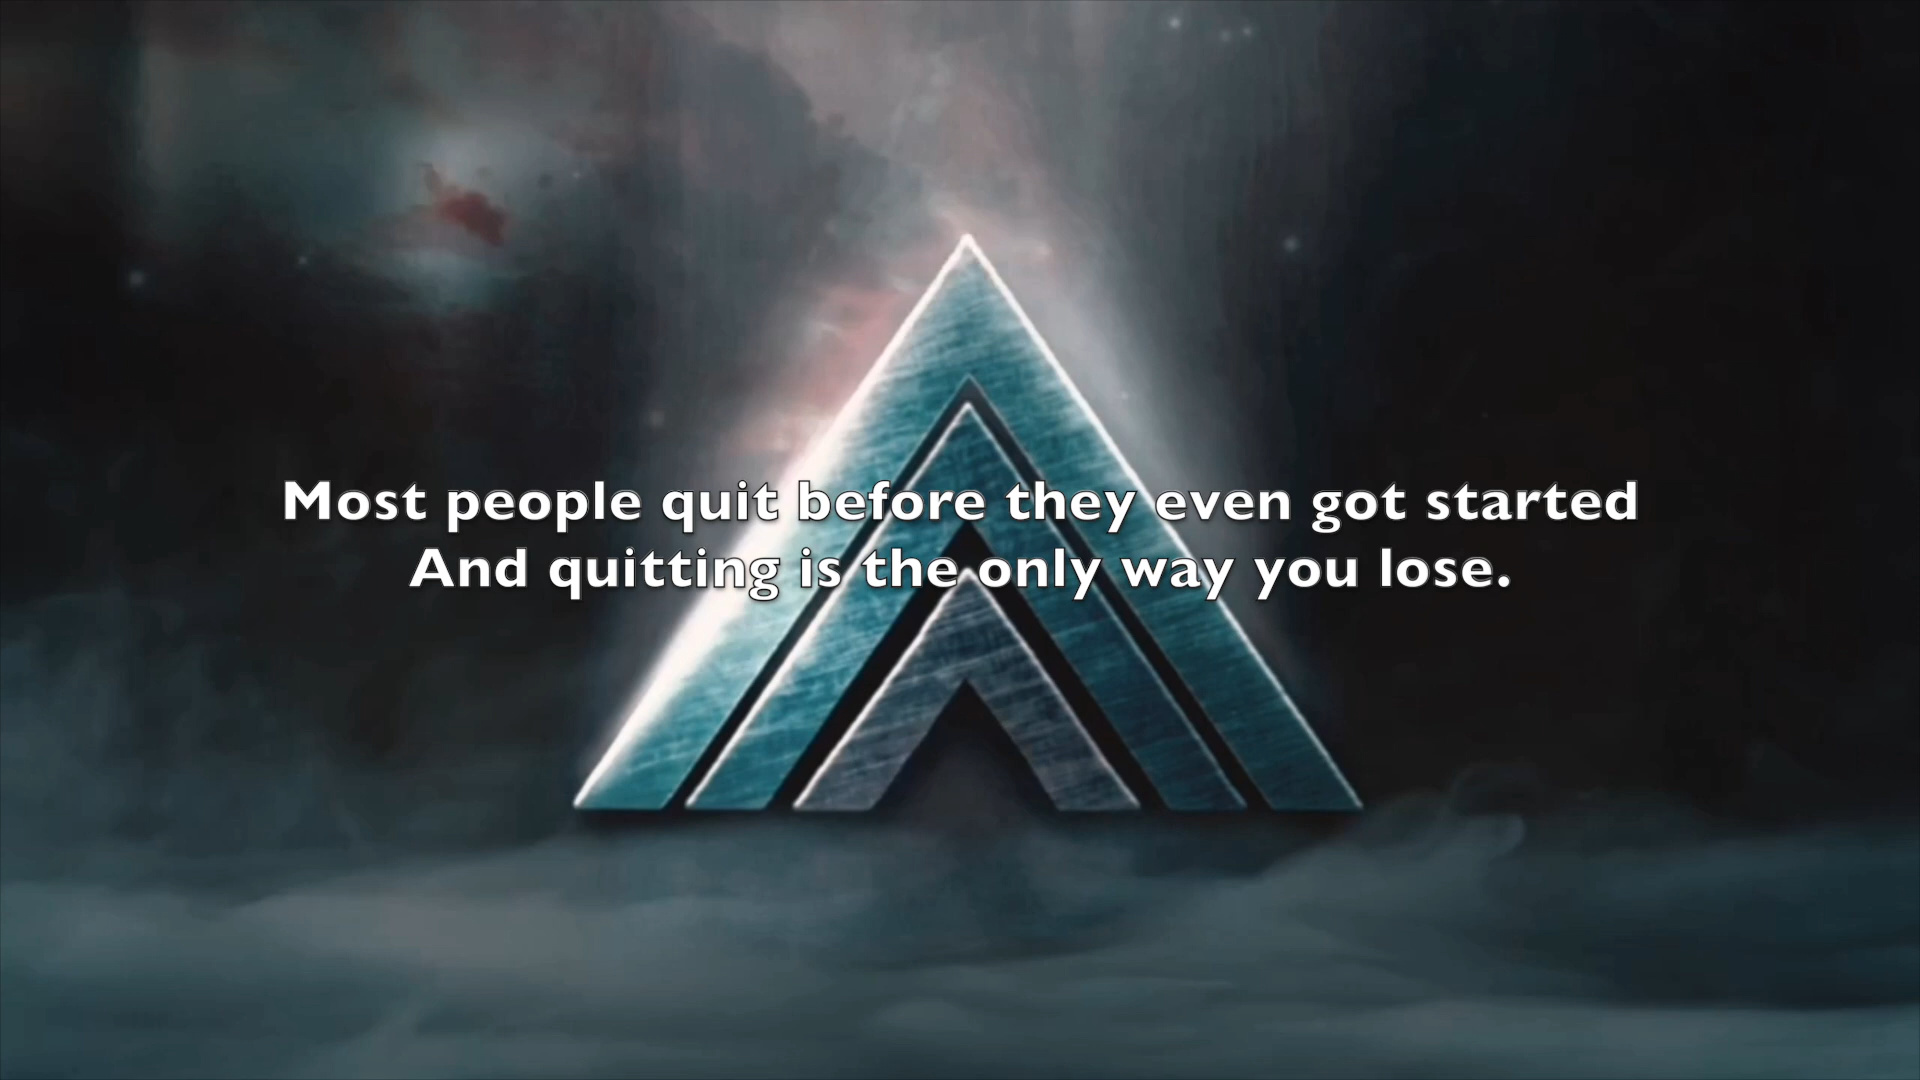 Most people quit before they even got started
And quitting is the only way you lose.